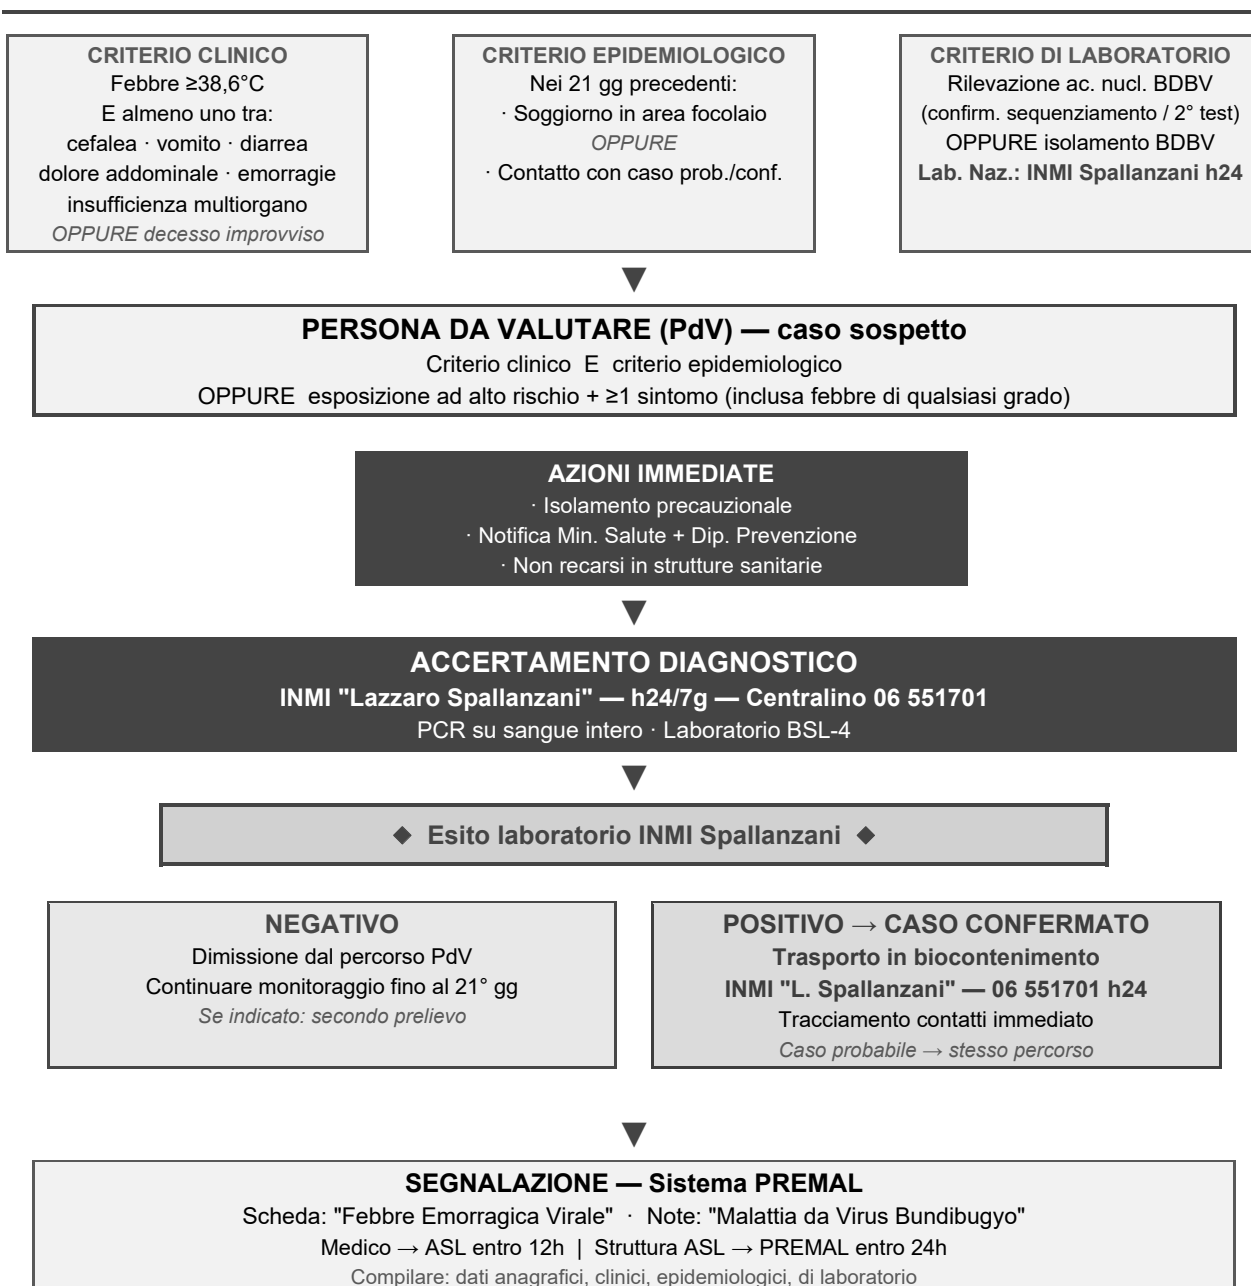 CRITERIO CLINICO
Febbre ≥38,6°C
E almeno uno tra:
cefalea · vomito · diarrea
dolore addominale · emorragie
insufficienza multiorgano
OPPURE decesso improvviso
CRITERIO EPIDEMIOLOGICO
Nei 21 gg precedenti:
· Soggiorno in area focolaio
OPPURE
· Contatto con caso prob./conf.
CRITERIO DI LABORATORIO
Rilevazione ac. nucl. BDBV
(confirm. sequenziamento / 2° test)
OPPURE isolamento BDBV
Lab. Naz.: INMI Spallanzani h24
▼
PERSONA DA VALUTARE (PdV) — caso sospetto
Criterio clinico E criterio epidemiologico
OPPURE esposizione ad alto rischio + ≥1 sintomo (inclusa febbre di qualsiasi grado)
AZIONI IMMEDIATE
· Isolamento precauzionale
· Notifica Min. Salute + Dip. Prevenzione
· Non recarsi in strutture sanitarie
▼
ACCERTAMENTO DIAGNOSTICO
INMI "Lazzaro Spallanzani" — h24/7g — Centralino 06 551701
PCR su sangue intero · Laboratorio BSL-4
▼
◆ Esito laboratorio INMI Spallanzani ◆
NEGATIVO
Dimissione dal percorso PdV
Continuare monitoraggio fino al 21° gg
Se indicato: secondo prelievo
POSITIVO → CASO CONFERMATO
Trasporto in biocontenimento
INMI "L. Spallanzani" — 06 551701 h24
Tracciamento contatti immediato
Caso probabile → stesso percorso
▼
SEGNALAZIONE — Sistema PREMAL
Scheda: "Febbre Emorragica Virale" · Note: "Malattia da Virus Bundibugyo"
Medico → ASL entro 12h | Struttura ASL → PREMAL entro 24h
Compilare: dati anagrafici, clinici, epidemiologici, di laboratorio